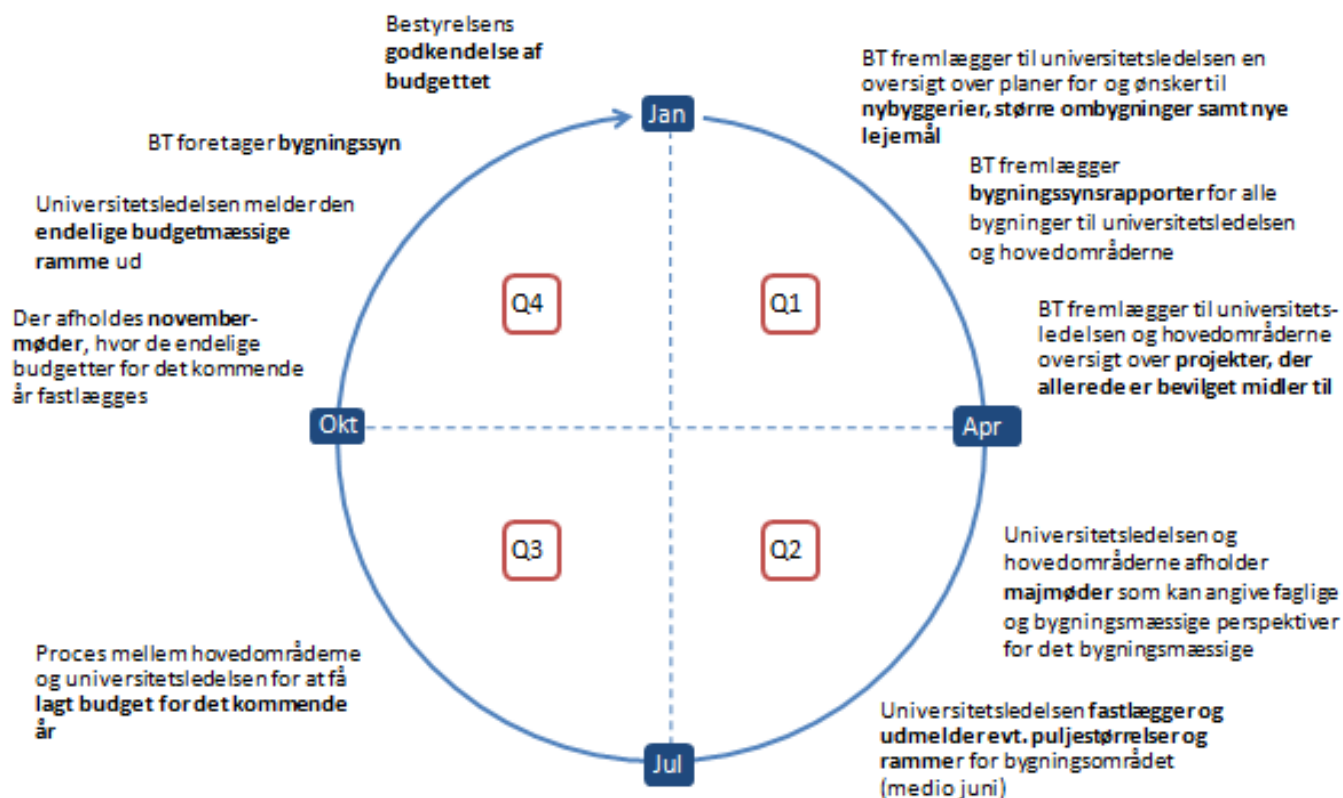 Bestyrelsens
godkendelse af
budgettet
Jan
BT fremlægger til universitetsledelsen en
oversigt over planer for og ønsker til
nybyggerier, større ombygninger samt nye
lejemål
BT fremlægger
bygningssynsrapporter for alle
bygninger til universitetsledelsen
og hovedområderne
Q1
BT fremlægger til universitets-
ledelsen og hovedområderne
oversigt over projekter, der
allerede er bevilget midler til
Apr
Universitetsledelsen og
hovedområderne afholder
majmøder som kan angive faglige
og bygningsmæssige perspektiver
for det bygningsmæssige
Q2
Universitetsledelsen fastlægger og
udmelder evt. puljestørrelser og
rammer for bygningsområdet
(medio juni)
Jul
Proces mellem hovedområderne
og universitetsledelsen for at få
lagt budget for det kommende
år
Q3
Okt
Der afholdes november-
møder, hvor de endelige
budgetter for det kommende
år fastlægges
Q4
Universitetsledelsen melder den
endelige budgetmæssige
ramme ud
BT foretager bygningssyn